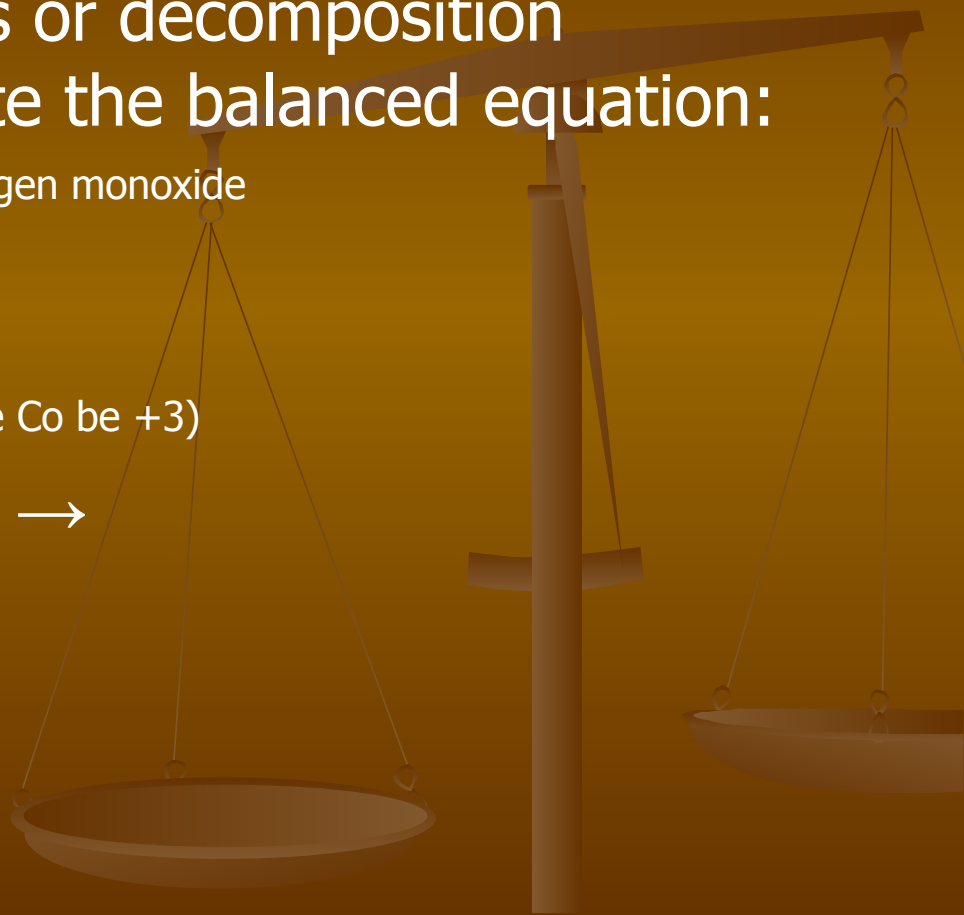 s or decomposition
te the balanced equation:
gen monoxide
e Co be +3)
→